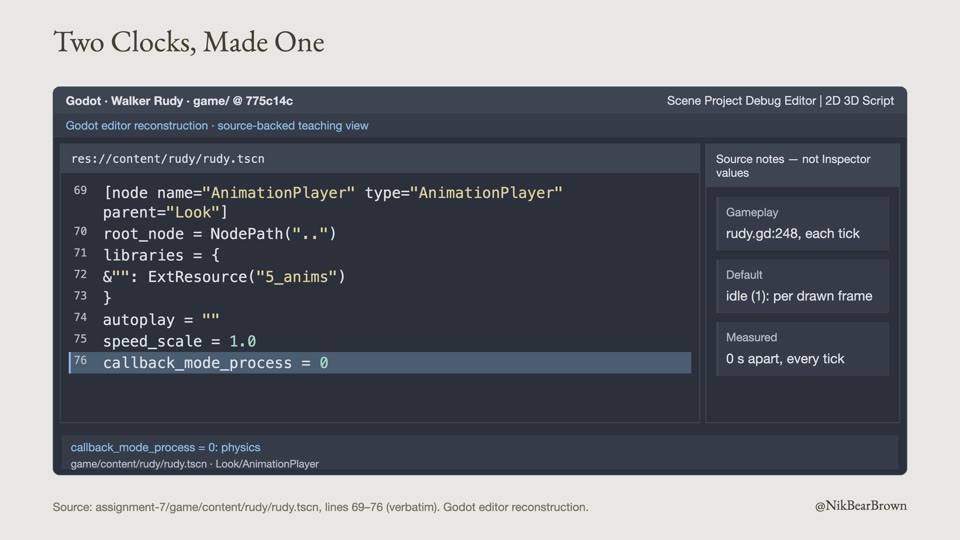 Two Clocks, Made One
Godot · Walker Rudy · game/ @ 775c14c
Scene Project Debug Editor | 2D 3D Script
Godot editor reconstruction · source-backed teaching view
res://content/rudy/rudy.tscn
69 [node name="AnimationPlayer" type="AnimationPlayer"
parent="Look"]
70 root_node = NodePath("..")
71 libraries = {
72 &"": ExtResource("5_anims")
73 }
74 autoplay = ""
75 speed_scale = 1.0
76 callback_mode_process = 0
Source notes — not Inspector
values
Gameplay
rudy.gd:248, each tick
Default
idle (1): per drawn frame
Measured
0 s apart, every tick
callback_mode_process = 0: physics
game/content/rudy/rudy.tscn · Look/AnimationPlayer
Source: assignment-7/game/content/rudy/rudy.tscn, lines 69–76 (verbatim). Godot editor reconstruction.
@NikBearBrown